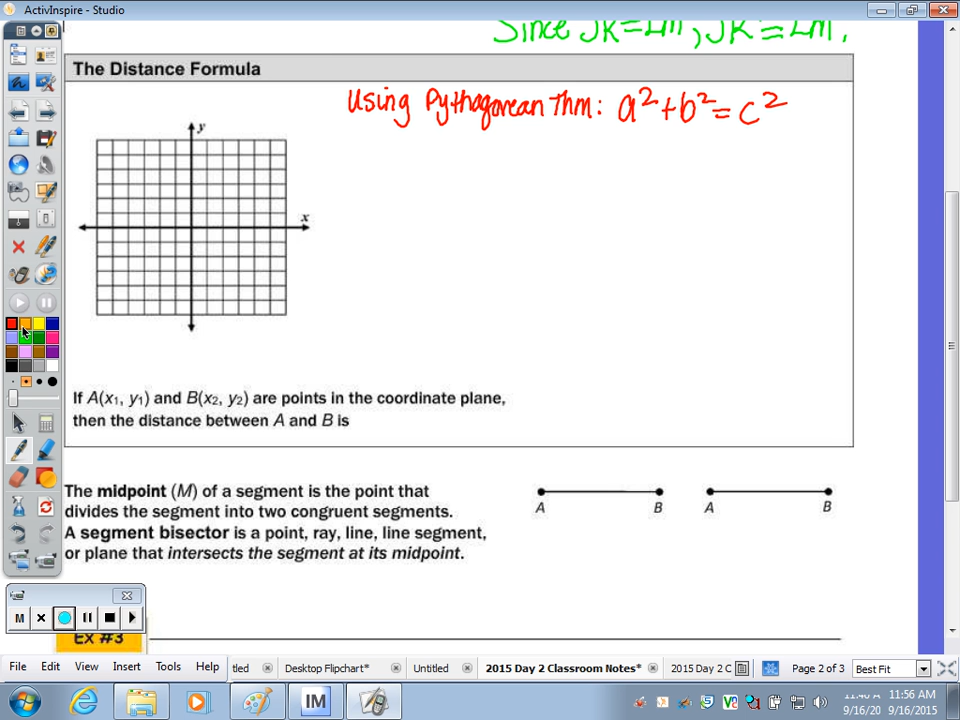 ActivInspire - Studio
Since JK=LM, JK≅LM.
The Distance Formula
Using Pythagorean Thm: a²+b²=c²
y
x
If A(x₁, y₁) and B(x₂, y₂) are points in the coordinate plane,
then the distance between A and B is
The midpoint (M) of a segment is the point that
divides the segment into two congruent segments.
A segment bisector is a point, ray, line, line segment,
or plane that intersects the segment at its midpoint.
A B A B
M
Ex #3
File Edit View Insert Tools Help tled Desktop Flipchart* Untitled 2015 Day 2 Classroom Notes* 2015 Day 2 C Page 2 of 3 Best Fit
IM 11:56 AM
9/16/2015